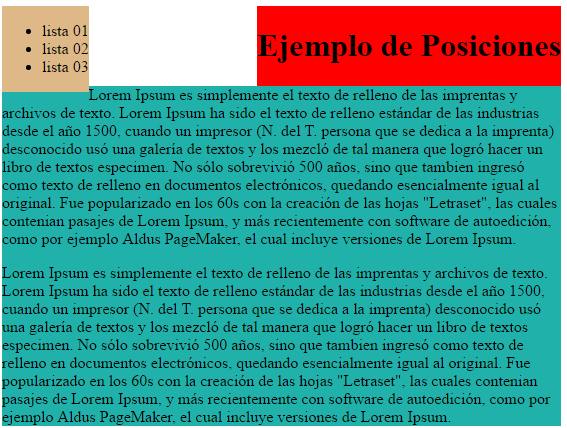 lista 01
lista 02
lista 03
Ejemplo de Posiciones
Lorem Ipsum es simplemente el texto de relleno de las imprentas y
archivos de texto. Lorem Ipsum ha sido el texto de relleno estándar de las industrias
desde el año 1500, cuando un impresor (N. del T. persona que se dedica a la imprenta)
desconocido usó una galería de textos y los mezcló de tal manera que logró hacer un
libro de textos especimen. No sólo sobrevivió 500 años, sino que tambien ingresó
como texto de relleno en documentos electrónicos, quedando esencialmente igual al
original. Fue popularizado en los 60s con la creación de las hojas "Letraset", las cuales
contenian pasajes de Lorem Ipsum, y más recientemente con software de autoedición,
como por ejemplo Aldus PageMaker, el cual incluye versiones de Lorem Ipsum.
Lorem Ipsum es simplemente el texto de relleno de las imprentas y archivos de texto.
Lorem Ipsum ha sido el texto de relleno estándar de las industrias desde el año 1500,
cuando un impresor (N. del T. persona que se dedica a la imprenta) desconocido usó
una galería de textos y los mezcló de tal manera que logró hacer un libro de textos
especimen. No sólo sobrevivió 500 años, sino que tambien ingresó como texto de
relleno en documentos electrónicos, quedando esencialmente igual al original. Fue
popularizado en los 60s con la creación de las hojas "Letraset", las cuales contenian
pasajes de Lorem Ipsum, y más recientemente con software de autoedición, como por
ejemplo Aldus PageMaker, el cual incluye versiones de Lorem Ipsum.